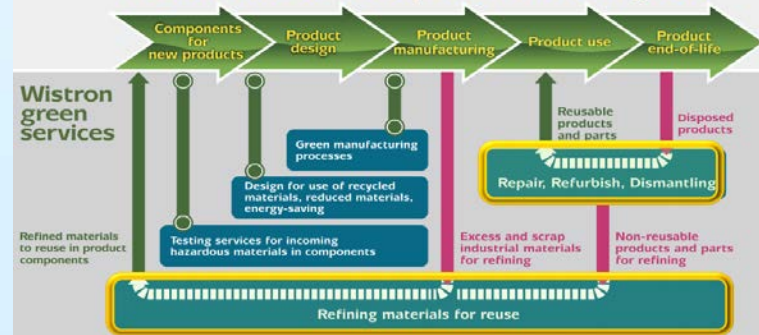 Components
for
new products
Product
design
Product
manufacturing
Product use
Product
end-of-life
Wistron
green
services
Reusable
products
and parts
Disposed
products
Green manufacturing
processes
Repair, Refurbish, Dismantling
Design for use of recycled
materials, reduced materials,
energy-saving
Refined materials
to reuse in product
components
Testing services for incoming
hazardous materials in components
Excess and scrap
industrial materials
for refining
Non-reusable
products and parts
for refining
Refining materials for reuse